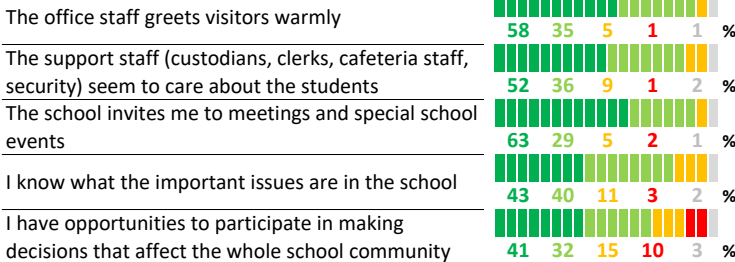 The office staff greets visitors warmly
58 35 5 1 1 %
The support staff (custodians, clerks, cafeteria staff,
security) seem to care about the students
52 36 9 1 2 %
The school invites me to meetings and special school
events
63 29 5 2 1 %
I know what the important issues are in the school
43 40 11 3 2 %
I have opportunities to participate in making
decisions that affect the whole school community
41 32 15 10 3 %